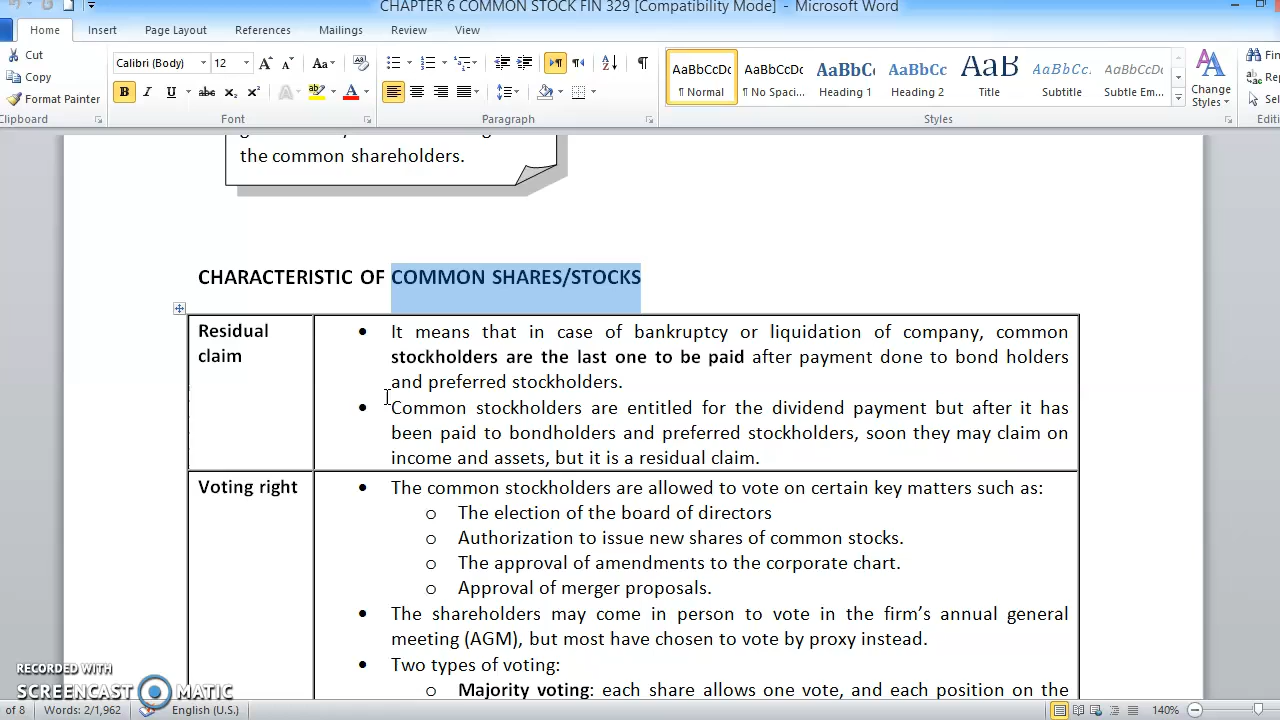 CHAPTER 6 COMMON STOCK FIN 329 [Compatibility Mode] - Microsoft Word
Home Insert Page Layout References Mailings Review View
Cut
Copy
Format Painter
Clipboard
Calibri (Body) 12
Font
Paragraph
AaBbCcDc AaBbCcDc AaBbC AaBbCc AaB AaBbCc. AaBbCcDc
¶ Normal ¶ No Spaci... Heading 1 Heading 2 Title Subtitle Subtle Em...
Change
Styles
Styles
the common shareholders.
CHARACTERISTIC OF COMMON SHARES/STOCKS
Residual
claim
• It means that in case of bankruptcy or liquidation of company, common
stockholders are the last one to be paid after payment done to bond holders
and preferred stockholders.
• Common stockholders are entitled for the dividend payment but after it has
been paid to bondholders and preferred stockholders, soon they may claim on
income and assets, but it is a residual claim.
Voting right
• The common stockholders are allowed to vote on certain key matters such as:
o The election of the board of directors
o Authorization to issue new shares of common stocks.
o The approval of amendments to the corporate chart.
o Approval of merger proposals.
• The shareholders may come in person to vote in the firm’s annual general
meeting (AGM), but most have chosen to vote by proxy instead.
• Two types of voting:
o Majority voting: each share allows one vote, and each position on the
RECORDED WITH
SCREENCAST MATIC
of 8 Words: 2/1,962 English (U.S.) 140%